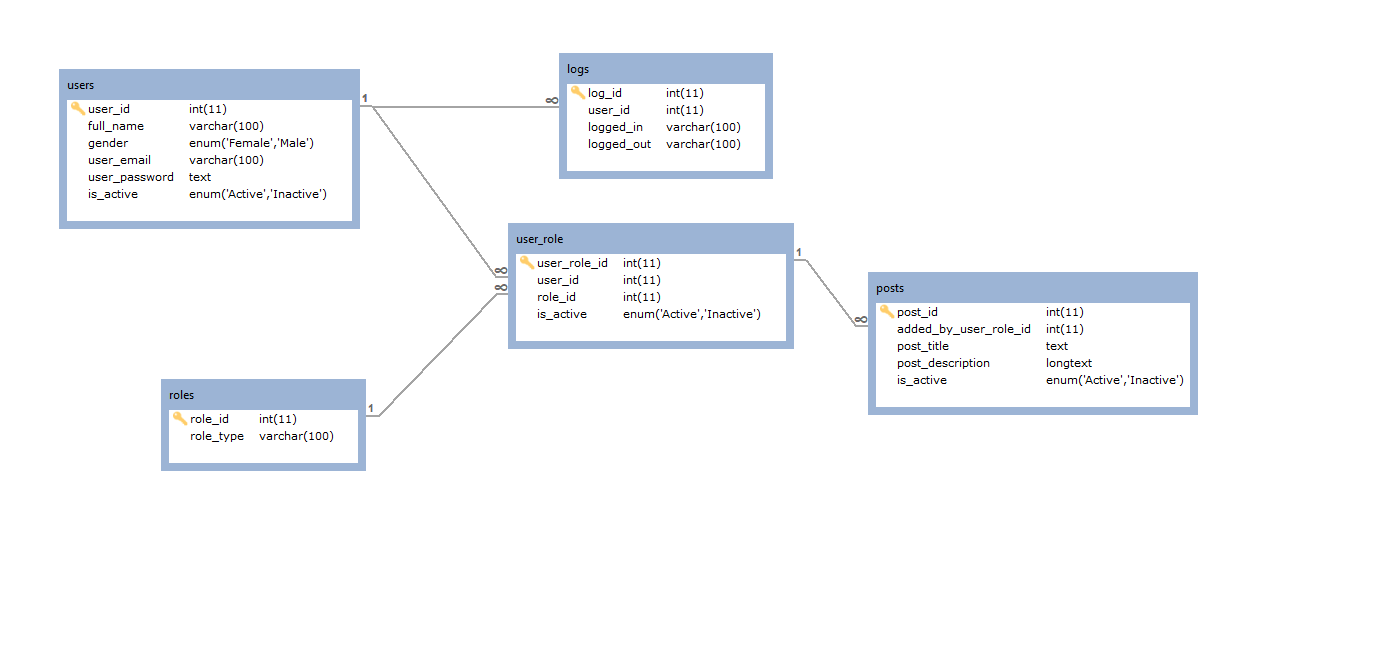 users
user_id int(11)
full_name varchar(100)
gender enum('Female','Male')
user_email varchar(100)
user_password text
is_active enum('Active','Inactive')
1
∞
logs
log_id int(11)
user_id int(11)
logged_in varchar(100)
logged_out varchar(100)
∞
∞
user_role
user_role_id int(11)
user_id int(11)
role_id int(11)
is_active enum('Active','Inactive')
1
∞
posts
post_id int(11)
added_by_user_role_id int(11)
post_title text
post_description longtext
is_active enum('Active','Inactive')
roles
role_id int(11)
role_type varchar(100)
1